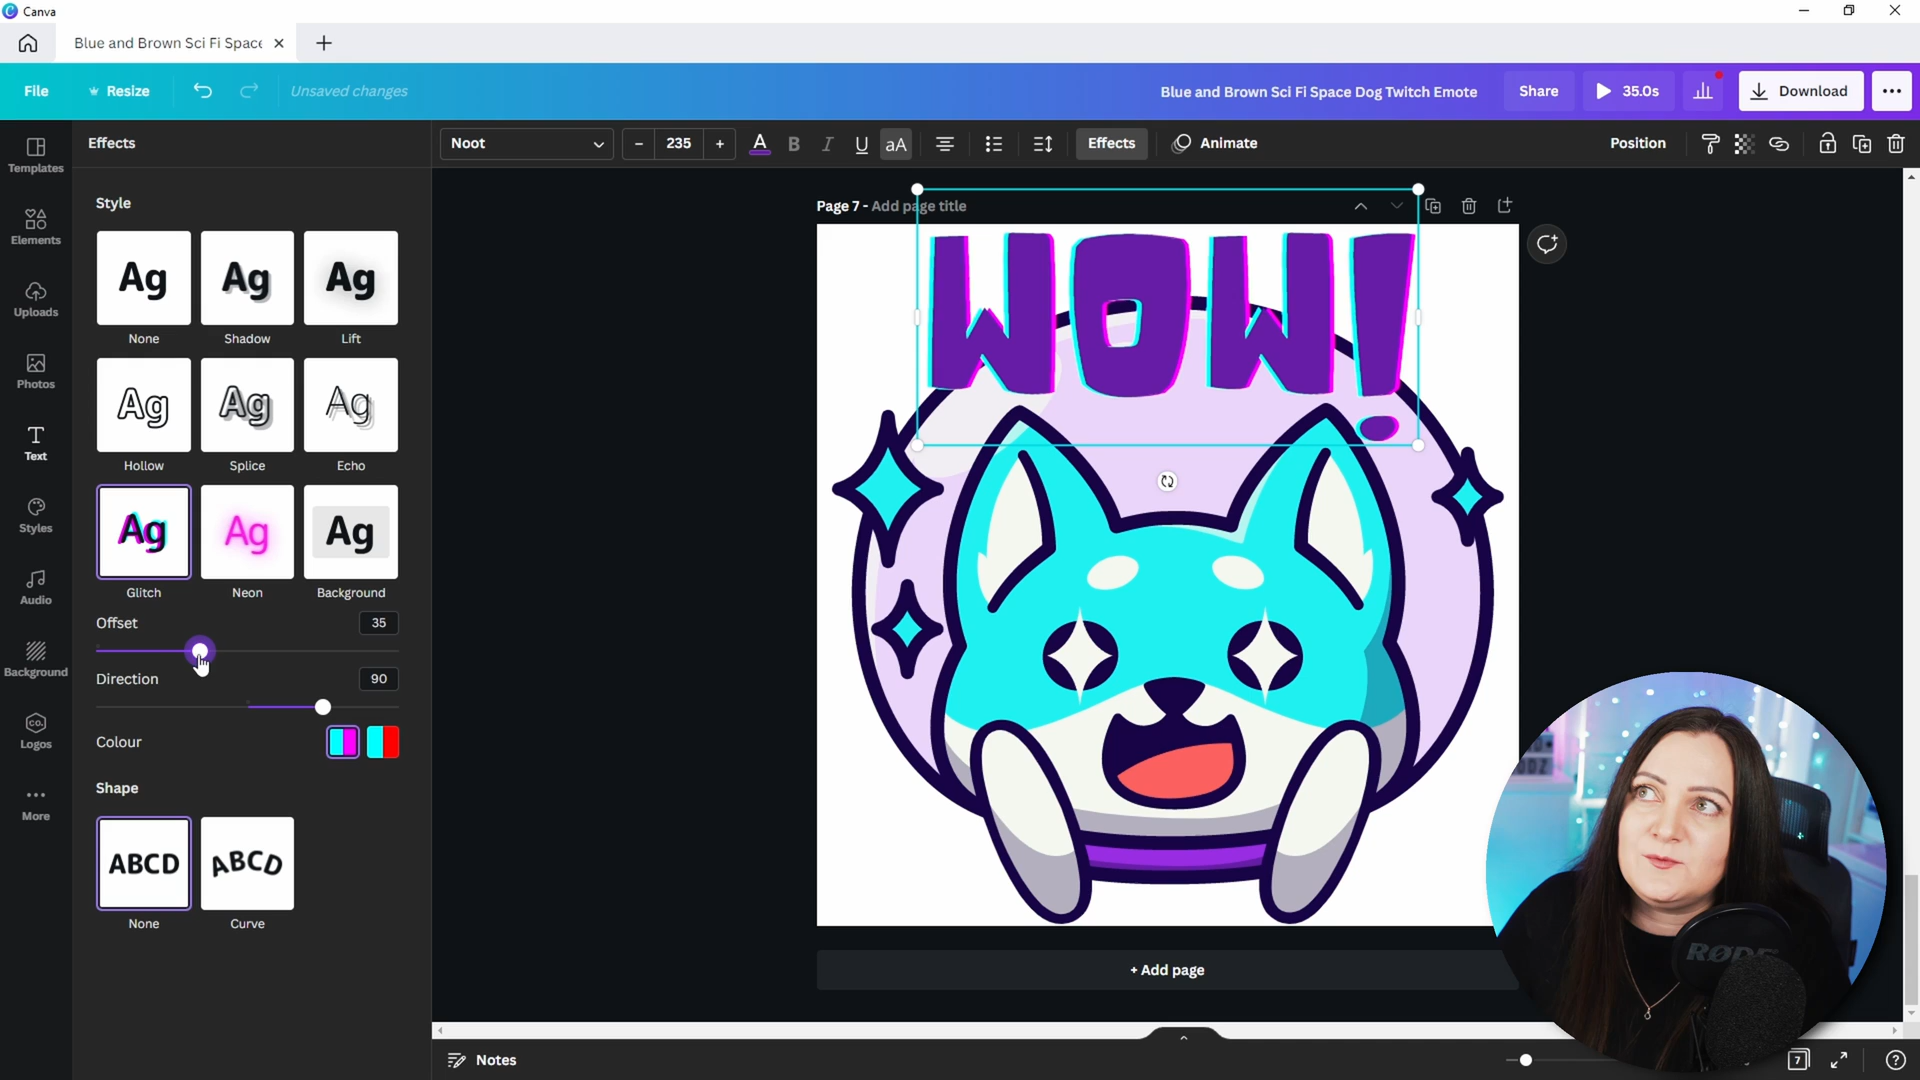 Canva
Blue and Brown Sci Fi Space
File
Resize
Unsaved changes
Blue and Brown Sci Fi Space Dog Twitch Emote
Share
35.0s
Download
Templates
Elements
Uploads
Photos
Text
Styles
Audio
Background
Logos
More
CO.
Effects
Style
Ag
None
Ag
Shadow
Ag
Lift
Ag
Hollow
Ag
Splice
Ag
Echo
Ag
Glitch
Ag
Neon
Ag
Background
Offset
35
Direction
90
Colour
Shape
ABCD
None
ABCD
Curve
Noot
- 235 +
A
B
I
U
aA
Effects
Animate
Position
Page 7 - Add page title
WOW!
+ Add page
Notes
7
?
RØDE